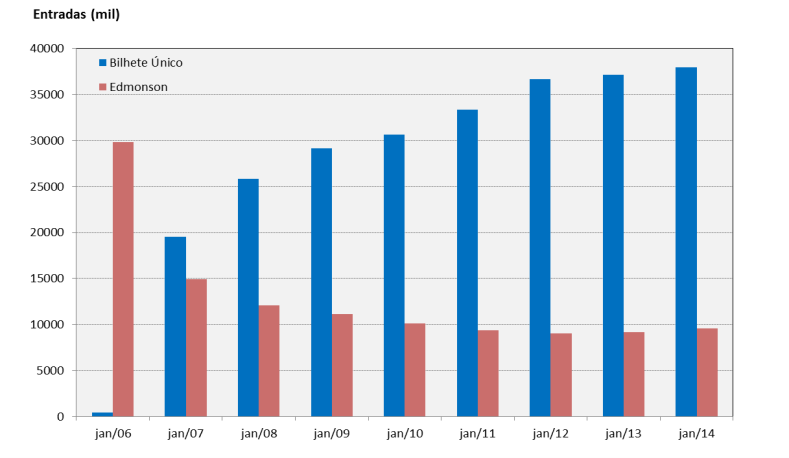 Entradas (mil)
40000
Bilhete Único
Edmonson
35000
30000
25000
20000
15000
10000
5000
0
jan/06 jan/07 jan/08 jan/09 jan/10 jan/11 jan/12 jan/13 jan/14